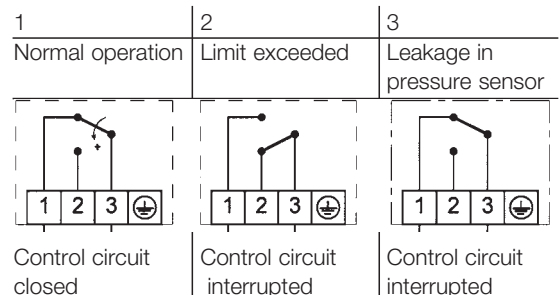 1 2 3
Normal operation Limit exceeded Leakage in
pressure sensor
+
1 2 3 1 2 3 1 2 3
Control circuit Control circuit Control circuit
closed interrupted interrupted